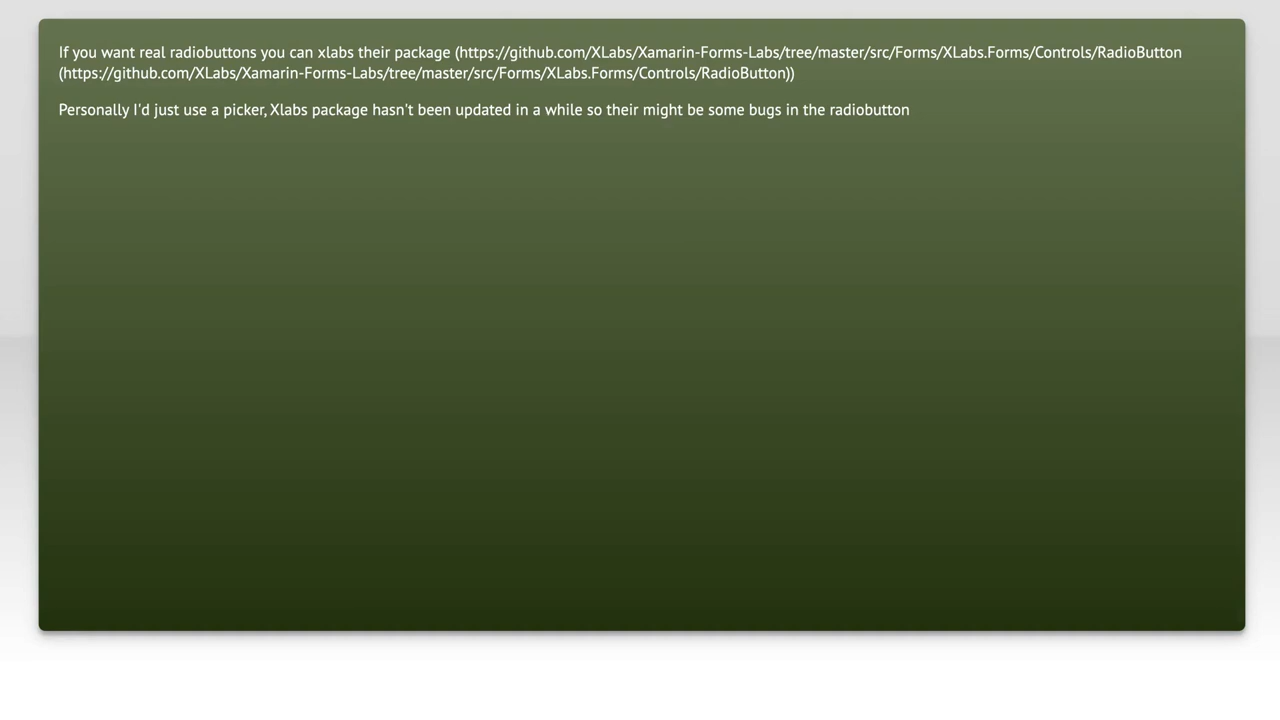 If you want real radiobuttons you can xlabs their package (https://github.com/XLabs/Xamarin-Forms-Labs/tree/master/src/Forms/XLabs.Forms/Controls/RadioButton
(https://github.com/XLabs/Xamarin-Forms-Labs/tree/master/src/Forms/XLabs.Forms/Controls/RadioButton))
Personally I'd just use a picker, Xlabs package hasn't been updated in a while so their might be some bugs in the radiobutton